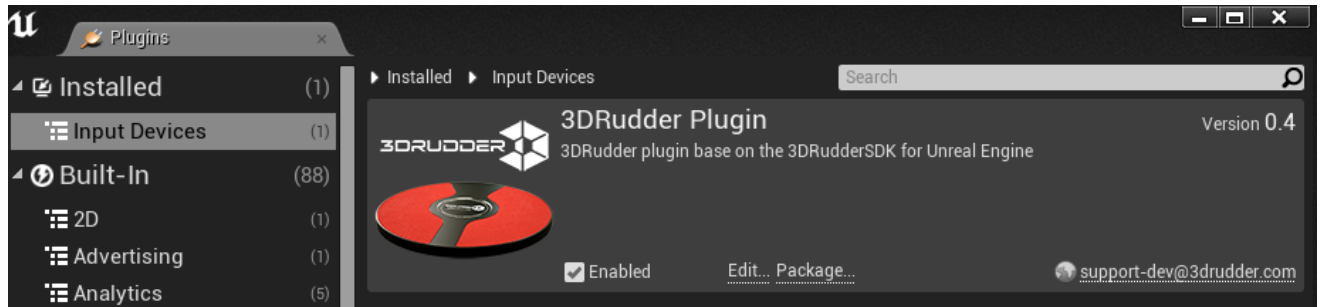 Plugins
Installed (1)
Input Devices (1)
Built-In (88)
2D (1)
Advertising (1)
Analytics (5)
Installed Input Devices
Search
3DRUDDER
3DRudder Plugin
Version 0.4
3DRudder plugin base on the 3DRudderSDK for Unreal Engine
Enabled
Edit... Package...
support-dev@3drudder.com